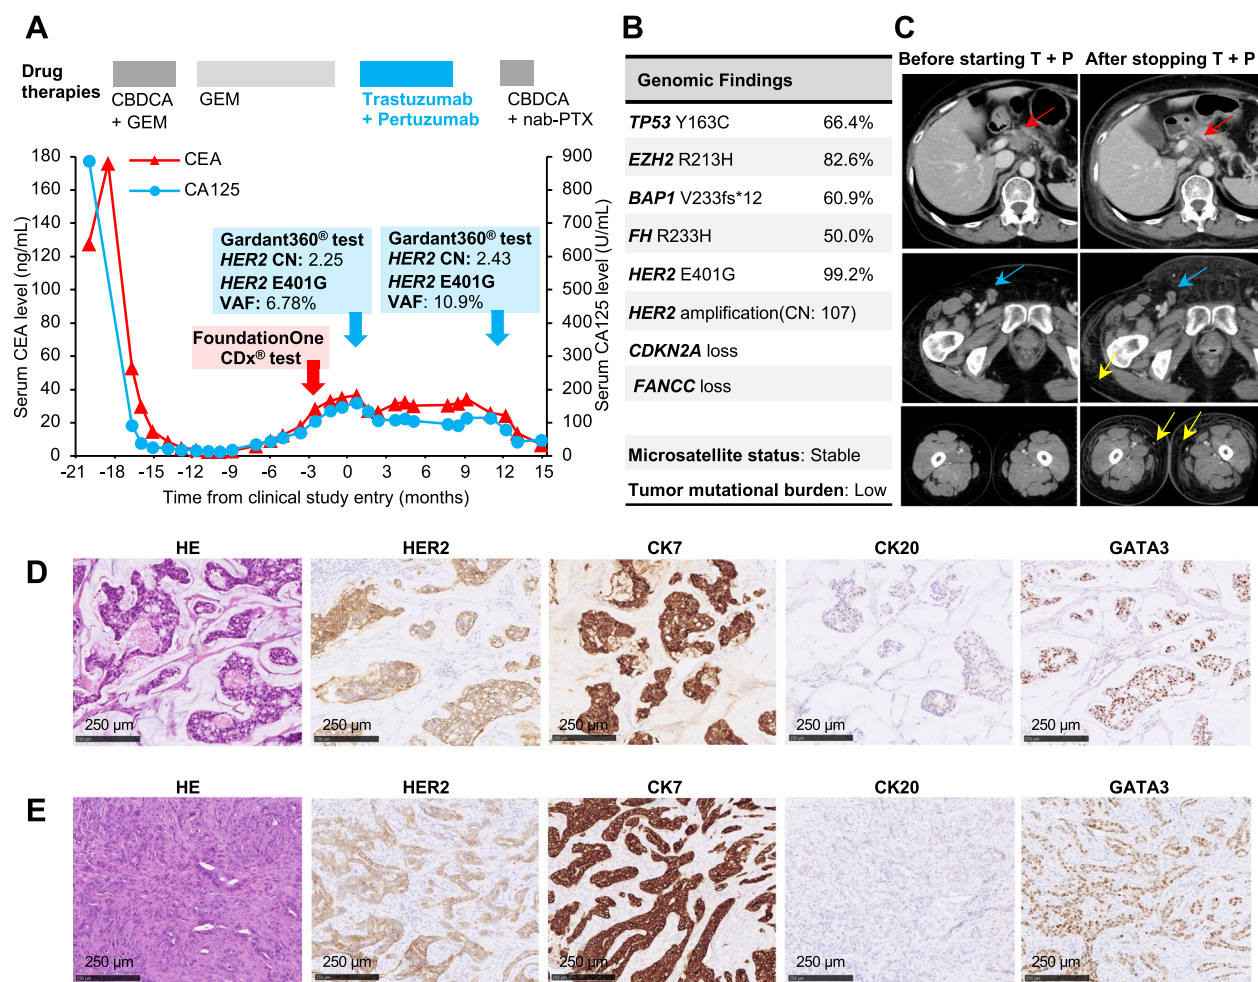 A
Drug
therapies
CBDCA
+ GEM
GEM
Trastuzumab
+ Pertuzumab
CBDCA
+ nab-PTX
CEA
CA125
Serum CEA level (ng/mL)
180
160
140
120
100
80
60
40
20
0
Gardant360® test
HER2 CN: 2.25
HER2 E401G
VAF: 6.78%
Gardant360® test
HER2 CN: 2.43
HER2 E401G
VAF: 10.9%
FoundationOne
CDx® test
900
800
700
600
500
400
300
200
100
0
Serum CA125 level (U/mL)
-21 -18 -15 -12 -9 -6 -3 0 3 6 9 12 15
Time from clinical study entry (months)
B
Genomic Findings
TP53 Y163C 66.4%
EZH2 R213H 82.6%
BAP1 V233fs*12 60.9%
FH R233H 50.0%
HER2 E401G 99.2%
HER2 amplification(CN: 107)
CDKN2A loss
FANCC loss
Microsatellite status: Stable
Tumor mutational burden: Low
C
Before starting T + P After stopping T + P
D
HE HER2 CK7 CK20 GATA3
250 µm 250 µm 250 µm 250 µm 250 µm
E
HE HER2 CK7 CK20 GATA3
250 µm 250 µm 250 µm 250 µm 250 µm